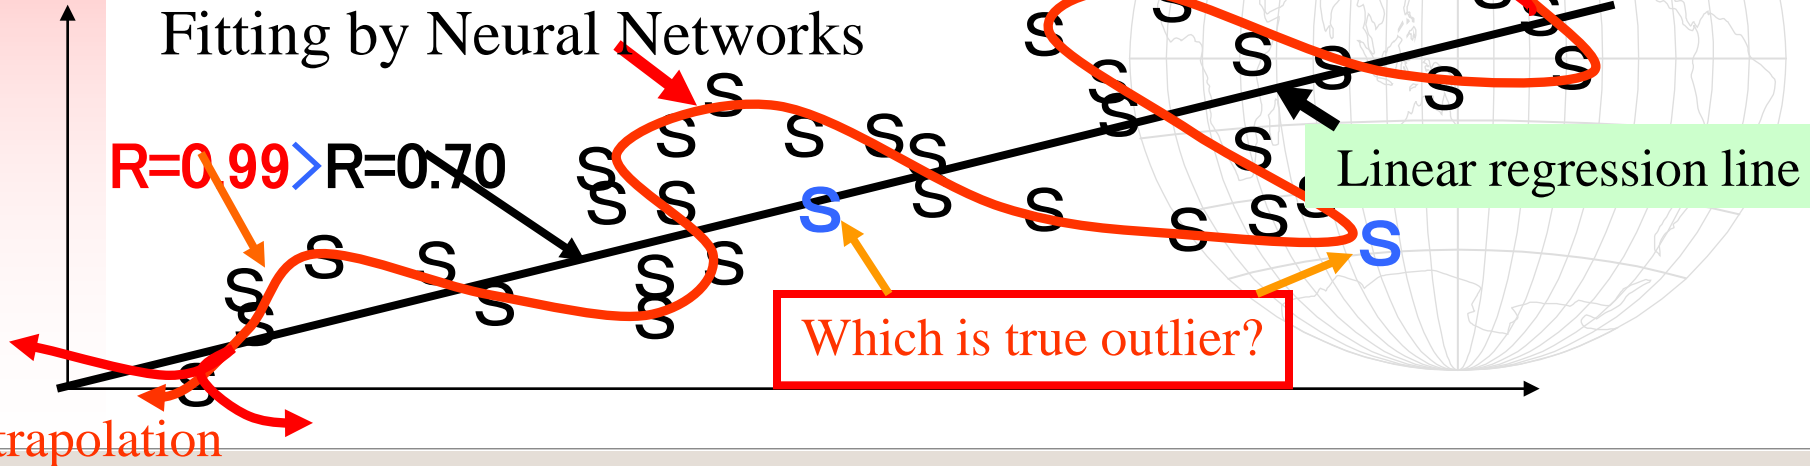 Fitting by Neural Networks
R=0.99>R=0.70
Linear regression line
Which is true outlier?
trapolation